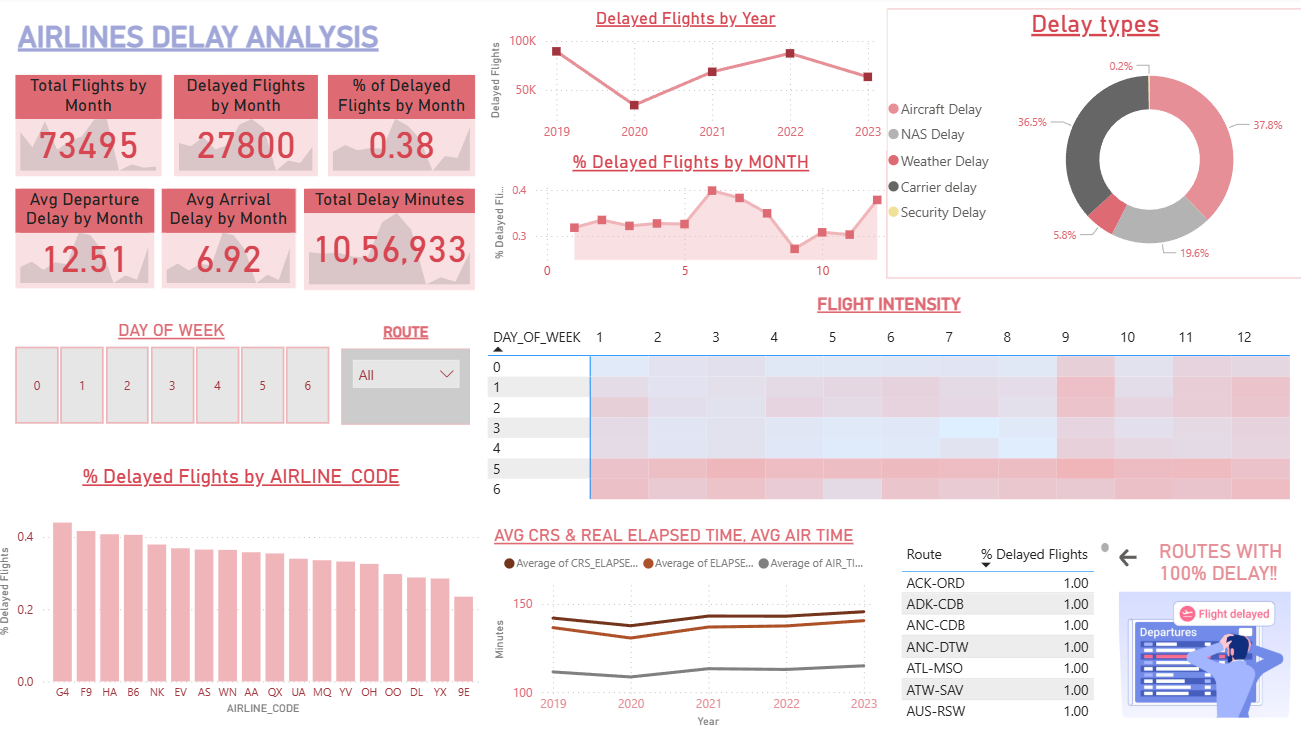 AIRLINES DELAY ANALYSIS
Total Flights by
Month
73495
Delayed Flights
by Month
27800
% of Delayed
Flights by Month
0.38
Avg Departure
Delay by Month
12.51
Avg Arrival
Delay by Month
6.92
Total Delay Minutes
10,56,933
Delayed Flights by Year
Delayed Flights
100K
50K
2019 2020 2021 2022 2023
% Delayed Flights by MONTH
% Delayed Fli...
0.4
0.3
0 5 10
Delay types
Aircraft Delay
NAS Delay
Weather Delay
Carrier delay
Security Delay
0.2%
36.5%
37.8%
5.8%
19.6%
DAY OF WEEK
0 1 2 3 4 5 6
ROUTE
All
FLIGHT INTENSITY
DAY_OF_WEEK 1 2 3 4 5 6 7 8 9 10 11 12
0
1
2
3
4
5
6
% Delayed Flights by AIRLINE_CODE
% Delayed Flights
0.4
0.2
0.0
G4 F9 HA B6 NK EV AS WN AA QX UA MQ YV OH OO DL YX 9E
AIRLINE_CODE
AVG CRS & REAL ELAPSED TIME, AVG AIR TIME
Average of CRS_ELAPSE... Average of ELAPSE... Average of AIR_TI...
Minutes
150
100
2019 2020 2021 2022 2023
Year
Route % Delayed Flights
ACK-ORD 1.00
ADK-CDB 1.00
ANC-CDB 1.00
ANC-DTW 1.00
ATL-MSO 1.00
ATW-SAV 1.00
AUS-RSW 1.00
ROUTES WITH
100% DELAY!!
Flight delayed
Departures